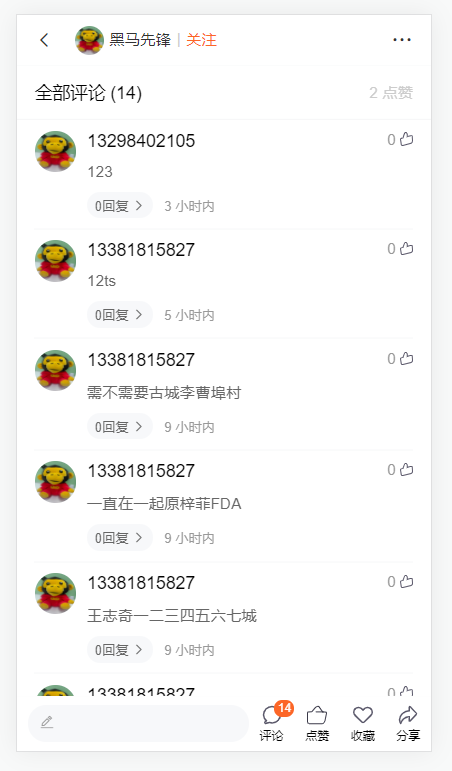 黑马先锋 | 关注
全部评论 (14) 2 点赞
13298402105 0
123
0回复 3 小时内
13381815827 0
12ts
0回复 5 小时内
13381815827 0
需不需要古城李曹埠村
0回复 9 小时内
13381815827 0
一直在一起原梓菲FDA
0回复 9 小时内
13381815827 0
王志奇一二三四五六七城
0回复 9 小时内
13381815827 0
14
评论 点赞 收藏 分享